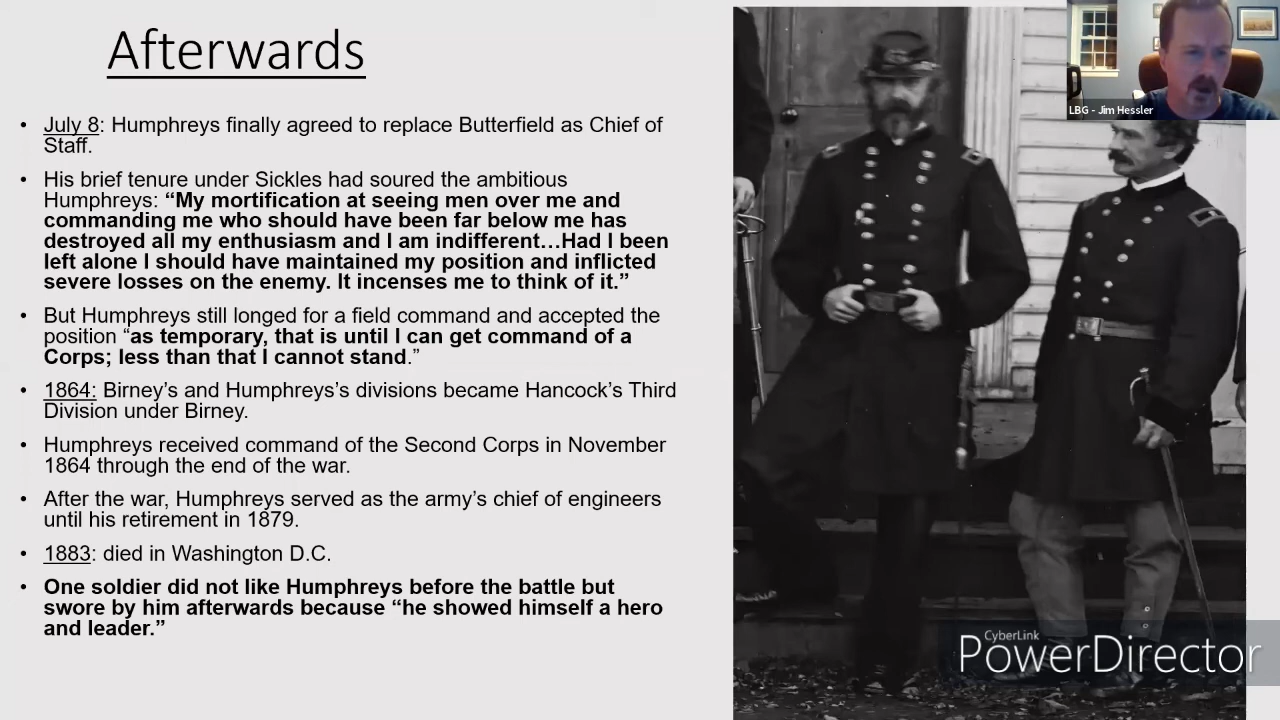 Afterwards
• July 8: Humphreys finally agreed to replace Butterfield as Chief of
Staff.
• His brief tenure under Sickles had soured the ambitious
Humphreys: “My mortification at seeing men over me and
commanding me who should have been far below me has
destroyed all my enthusiasm and I am indifferent…Had I been
left alone I should have maintained my position and inflicted
severe losses on the enemy. It incenses me to think of it.”
• But Humphreys still longed for a field command and accepted the
position “as temporary, that is until I can get command of a
Corps; less than that I cannot stand.”
• 1864: Birney’s and Humphreys’s divisions became Hancock’s Third
Division under Birney.
• Humphreys received command of the Second Corps in November
1864 through the end of the war.
• After the war, Humphreys served as the army’s chief of engineers
until his retirement in 1879.
• 1883: died in Washington D.C.
• One soldier did not like Humphreys before the battle but
swore by him afterwards because “he showed himself a hero
and leader.”
LBG - Jim Hessler
CyberLink
PowerDirector